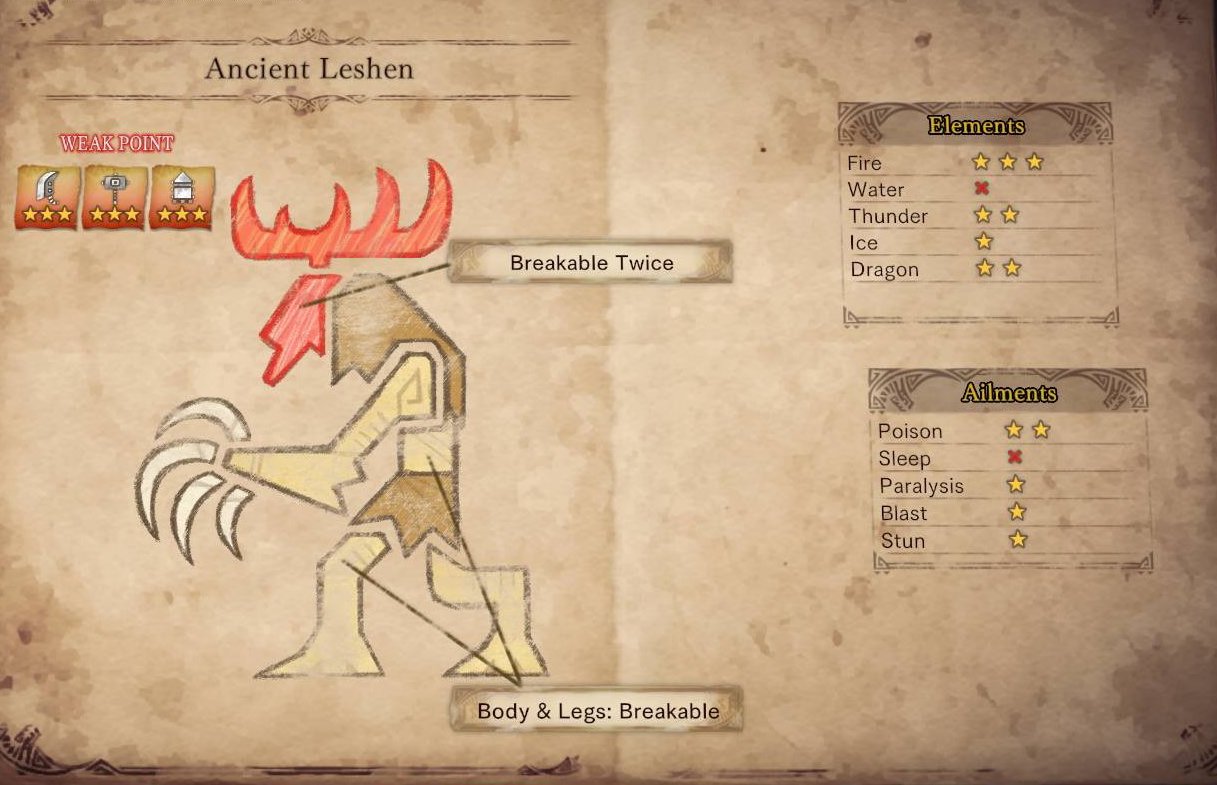 Ancient Leshen
WEAK POINT
Breakable Twice
Body & Legs: Breakable
Elements
Fire
Water
Thunder
Ice
Dragon
Ailments
Poison
Sleep
Paralysis
Blast
Stun